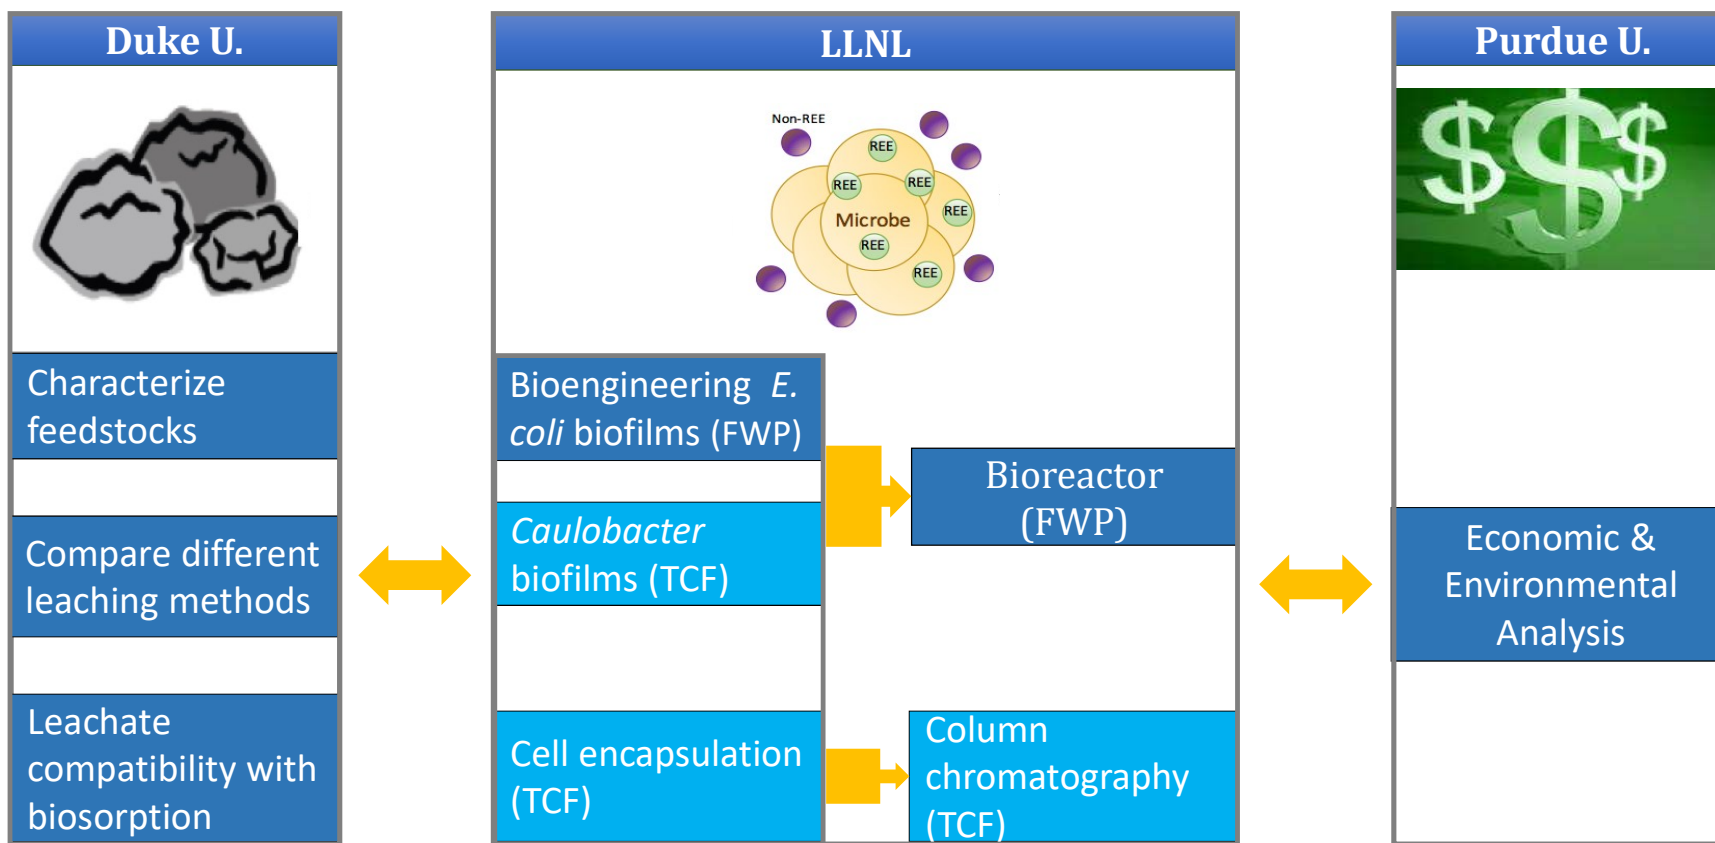 Duke U.
Characterize
feedstocks
Compare different
leaching methods
Leachate
compatibility with
biosorption
LLNL
Non-REE
REE
REE
REE
REE
Microbe
REE
REE
Bioengineering E.
coli biofilms (FWP)
Caulobacter
biofilms (TCF)
Cell encapsulation
(TCF)
Bioreactor
(FWP)
Column
chromatography
(TCF)
Purdue U.
$$$
Economic &
Environmental
Analysis